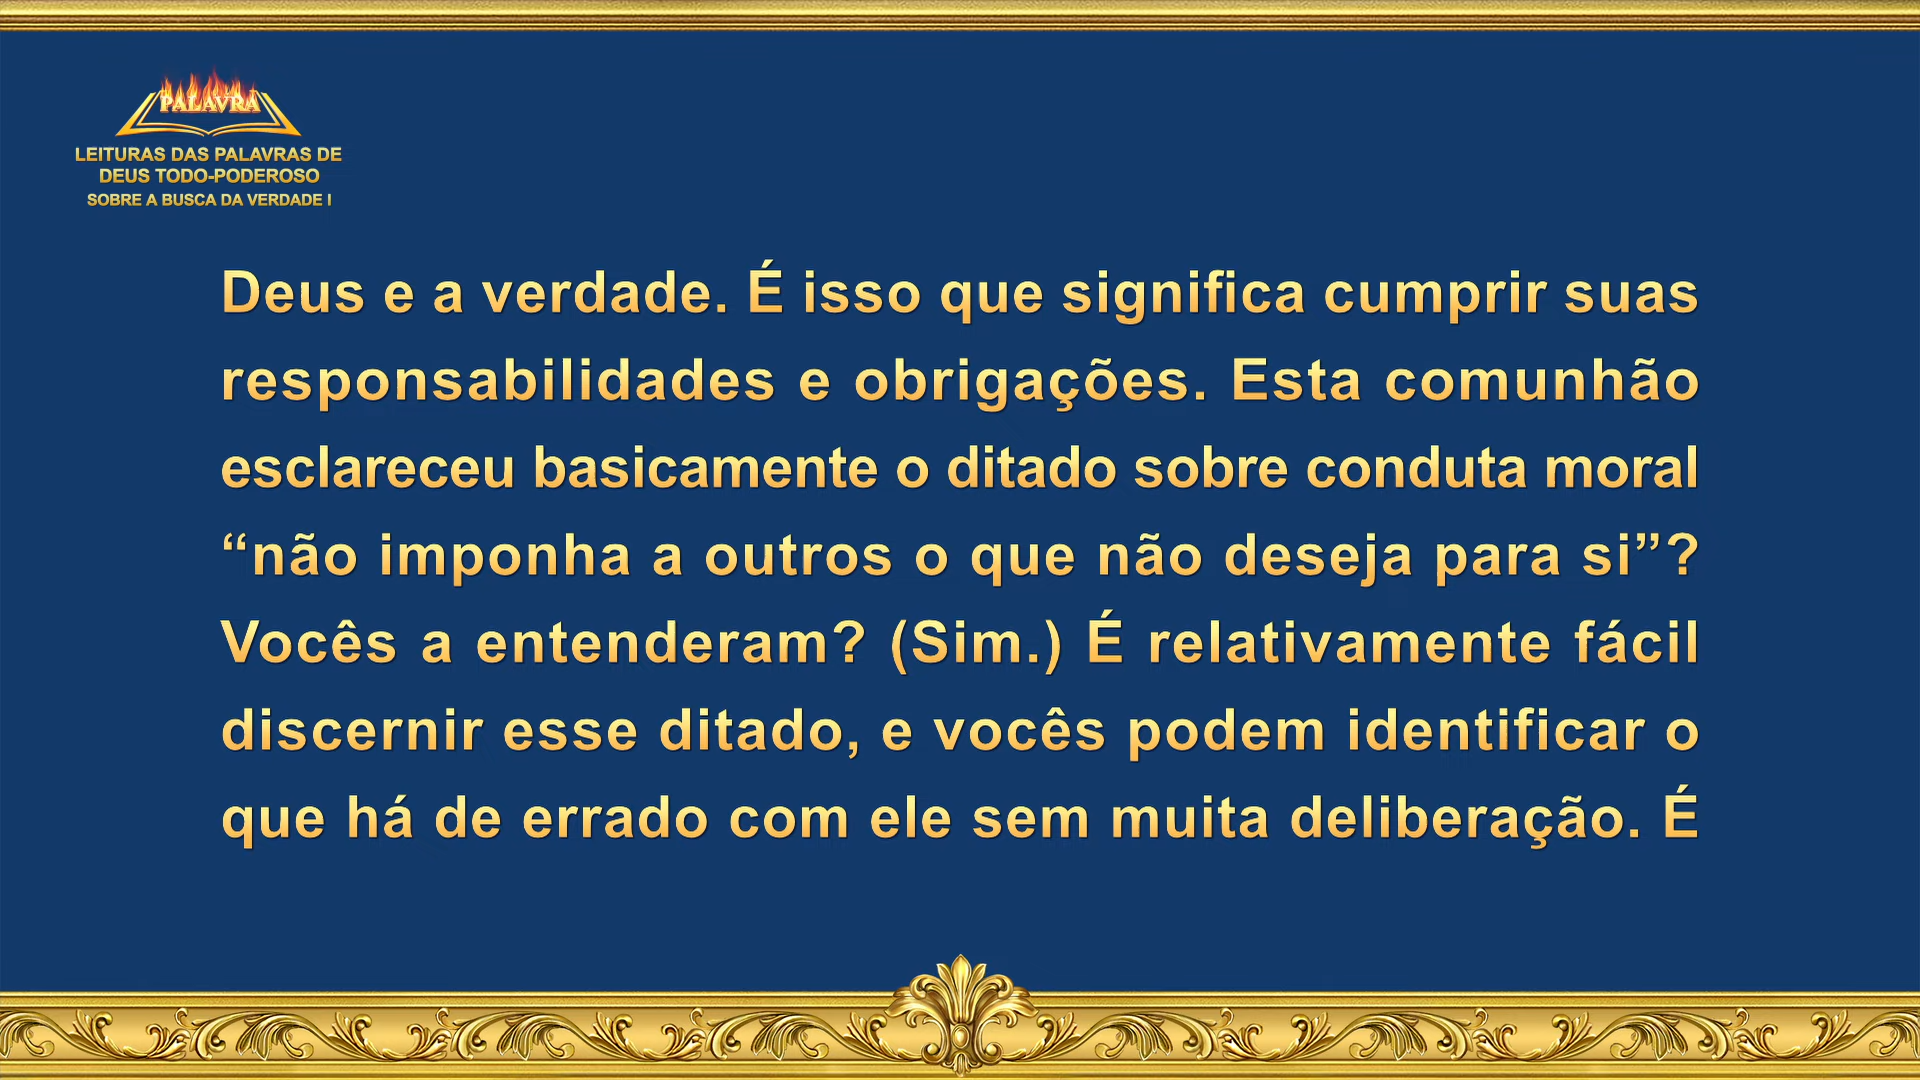 PALAVRA
LEITURAS DAS PALAVRAS DE
DEUS TODO-PODEROSO
SOBRE A BUSCA DA VERDADE I
Deus e a verdade. É isso que significa cumprir suas
responsabilidades e obrigações. Esta comunhão
esclareceu basicamente o ditado sobre conduta moral
“não imponha a outros o que não deseja para si”?
Vocês a entenderam? (Sim.) É relativamente fácil
discernir esse ditado, e vocês podem identificar o
que há de errado com ele sem muita deliberação. É